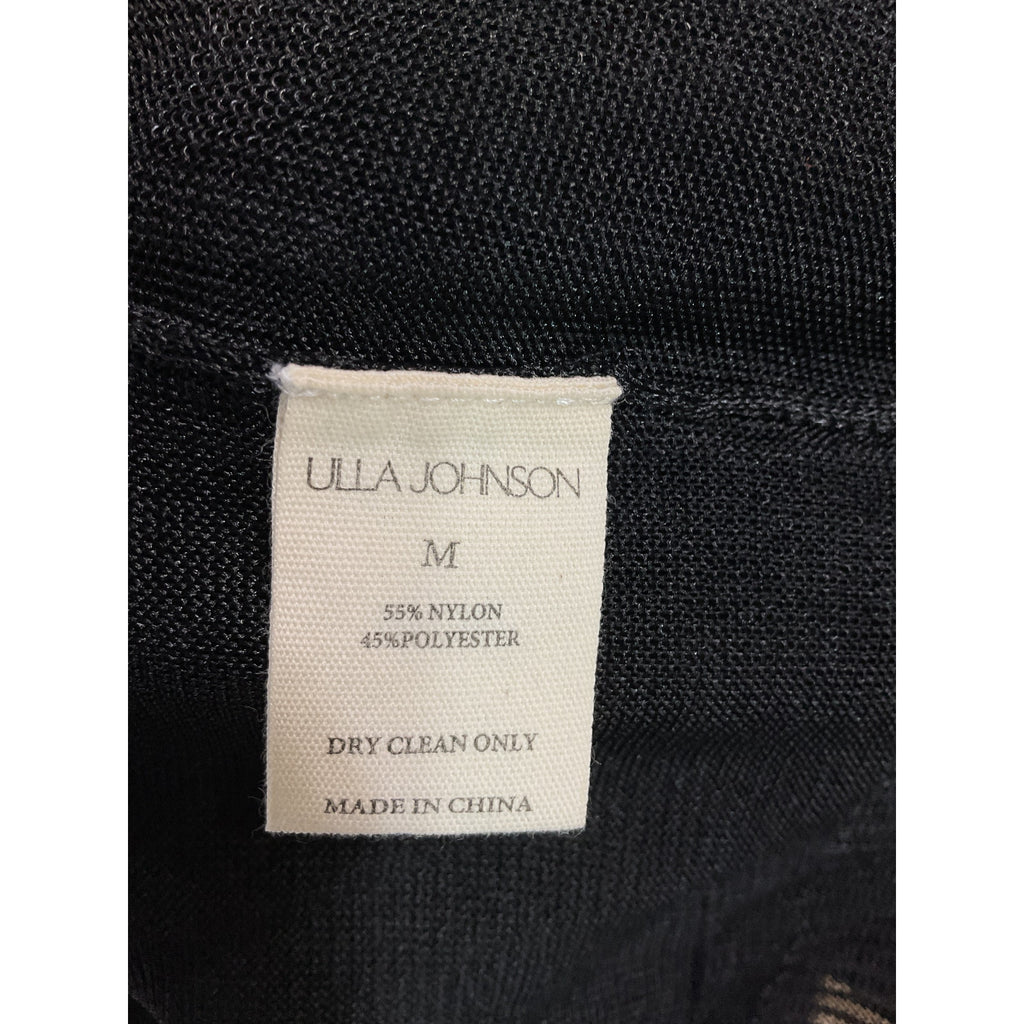 ULLA JOHNSON
M
55% NYLON
45%POLYESTER
DRY CLEAN ONLY
MADE IN CHINA